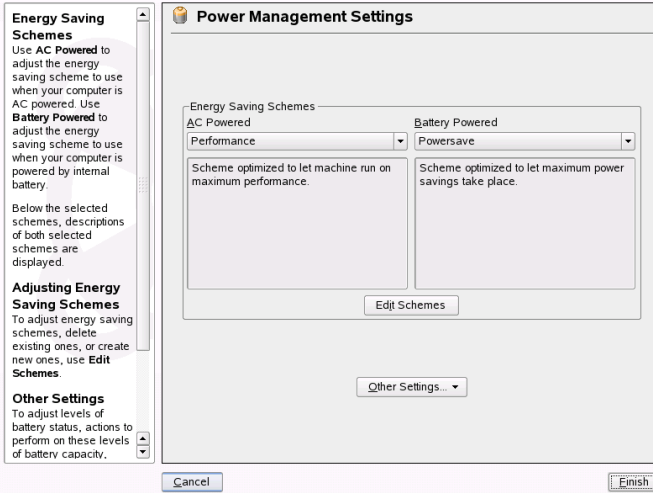 Energy Saving
Schemes
Use AC Powered to
adjust the energy
saving scheme to use
when your computer is
AC powered. Use
Battery Powered to
adjust the energy
saving scheme to use
when your computer is
powered by internal
battery.
Below the selected
schemes, descriptions
of both selected
schemes are
displayed.
Adjusting Energy
Saving Schemes
To adjust energy saving
schemes, delete
existing ones, or create
new ones, use Edit
Schemes.
Other Settings
To adjust levels of
battery status, actions to
perform on these levels
of battery capacity,
Power Management Settings
Energy Saving Schemes
AC Powered
Performance
Scheme optimized to let machine run on
maximum performance.
Battery Powered
Powersave
Scheme optimized to let maximum power
savings take place.
Edit Schemes
Other Settings...
Cancel
Finish